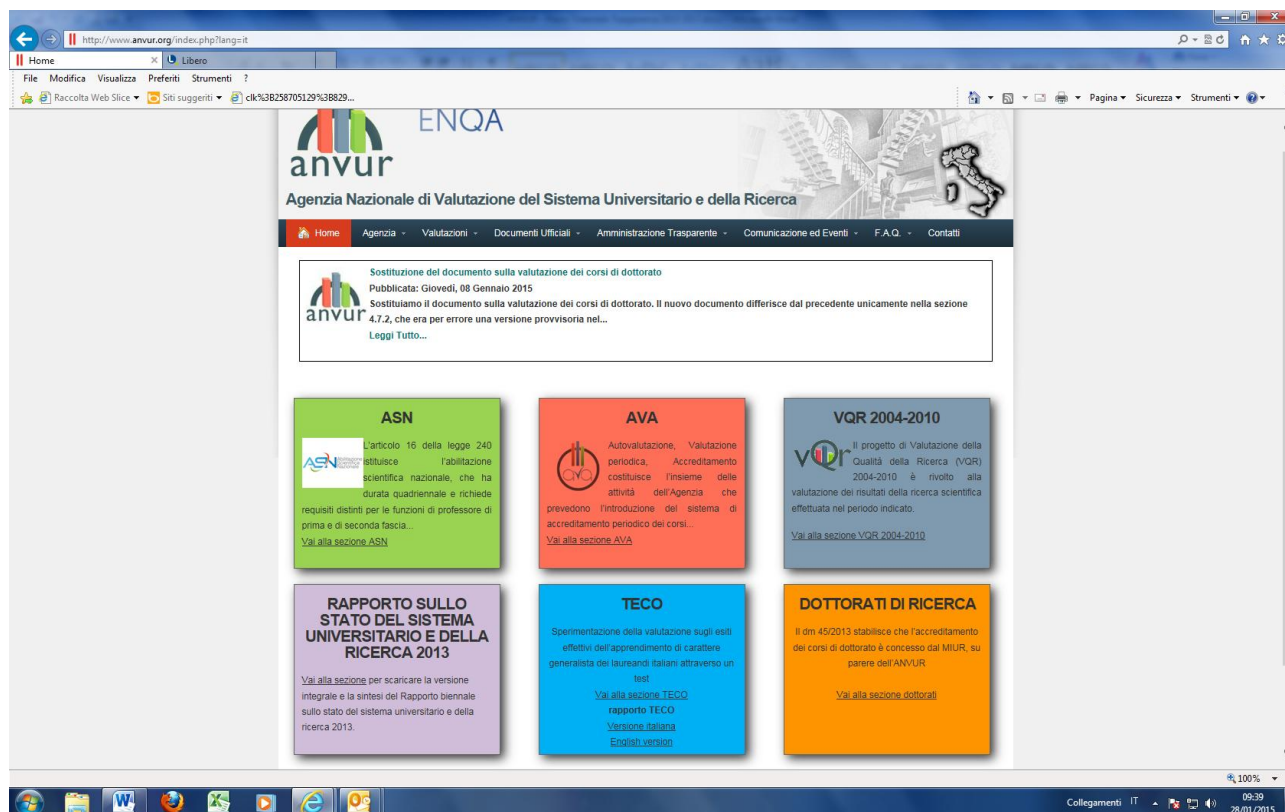 http://www.anvur.org/index.php?lang=it
Home
Libero
File Modifica Visualizza Preferiti Strumenti ?
Raccolta Web Slice
Siti suggeriti
clk%3B258705129%3B829...
Pagina
Sicurezza
Strumenti
anvur
ENQA
Agenzia Nazionale di Valutazione del Sistema Universitario e della Ricerca
Home
Agenzia
Valutazioni
Documenti Ufficiali
Amministrazione Trasparente
Comunicazione ed Eventi
F.A.Q.
Contatti
anvur
Sostituzione del documento sulla valutazione dei corsi di dottorato
Pubblicata: Giovedì, 08 Gennaio 2015
Sostituiamo il documento sulla valutazione dei corsi di dottorato. Il nuovo documento differisce dal precedente unicamente nella sezione
4.7.2, che era per errore una versione provvisoria nel...
Leggi Tutto...
ASN
ASN Abilitazione Scientifica Nazionale
L'articolo 16 della legge 240
istituisce l'abilitazione
scientifica nazionale, che ha
durata quadriennale e richiede
requisiti distinti per le funzioni di professore di
prima e di seconda fascia...
Vai alla sezione ASN
AVA
ava
Autovalutazione, Valutazione
periodica, Accreditamento
costituisce l'insieme delle
attività dell'Agenzia che
prevedono l'introduzione del sistema di
accreditamento periodico dei corsi...
Vai alla sezione AVA
VQR 2004-2010
vqr
Il progetto di Valutazione della
Qualità della Ricerca (VQR)
2004-2010 è rivolto alla
valutazione dei risultati della ricerca scientifica
effettuata nel periodo indicato.
Vai alla sezione VQR 2004-2010
RAPPORTO SULLO
STATO DEL SISTEMA
UNIVERSITARIO E DELLA
RICERCA 2013
Vai alla sezione per scaricare la versione
integrale e la sintesi del Rapporto biennale
sullo stato del sistema universitario e della
ricerca 2013.
TECO
Sperimentazione della valutazione sugli esiti
effettivi dell'apprendimento di carattere
generalista dei laureandi italiani attraverso un
test
Vai alla sezione TECO
rapporto TECO
Versione italiana
English version
DOTTORATI DI RICERCA
Il dm 45/2013 stabilisce che l'accreditamento
dei corsi di dottorato è concesso dal MIUR, su
parere dell'ANVUR
Vai alla sezione dottorati
100%
Collegamenti
IT
09:39
28/01/2015